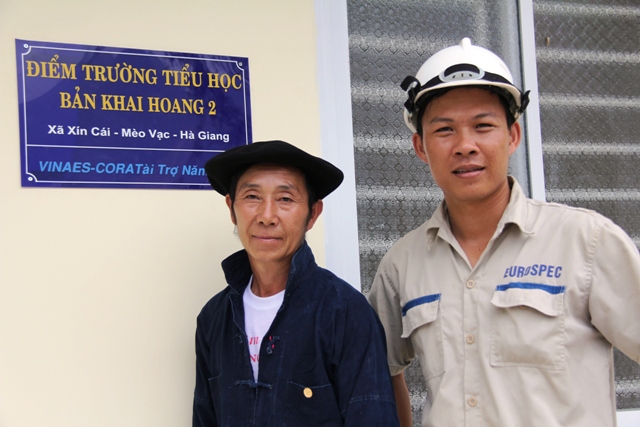 ĐIỂM TRƯỜNG TIỂU HỌC
BẢN KHAI HOANG 2
Xã Xín Cái - Mèo Vạc - Hà Giang
VINAES-CORATài Trợ Năm
EUROSPEC